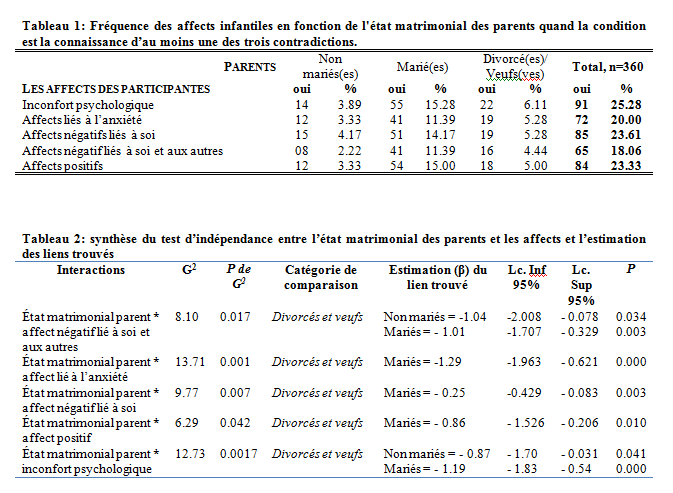 Tableau 1: Fréquence des affects infantiles en fonction de l'état matrimonial des parents quand la condition
est la connaissance d'au moins une des trois contradictions.
PARENTS Non mariés(es) Marié(es) Divorcé(es)/ Veufs(ves) Total, n=360
LES AFFECTS DES PARTICIPANTES oui % oui % oui % oui %
Inconfort psychologique 14 3.89 55 15.28 22 6.11 91 25.28
Affects liés à l'anxiété 12 3.33 41 11.39 19 5.28 72 20.00
Affects négatifs liés à soi 15 4.17 51 14.17 19 5.28 85 23.61
Affects négatif liés à soi et aux autres 08 2.22 41 11.39 16 4.44 65 18.06
Affects positifs 12 3.33 54 15.00 18 5.00 84 23.33
Tableau 2: synthèse du test d'indépendance entre l'état matrimonial des parents et les affects et l'estimation
des liens trouvés
Interactions G² P de G² Catégorie de comparaison Estimation (β) du lien trouvé Lc. Inf 95% Lc. Sup 95% P
État matrimonial parent * 8.10 0.017 Divorcés et veufs Non mariés = -1.04 -2.008 - 0.078 0.034
affect négatif lié à soi et Mariés = - 1.01 -1.707 - 0.329 0.003
aux autres
État matrimonial parent * 13.71 0.001 Divorcés et veufs Mariés = -1.29 -1.963 - 0.621 0.000
affect lié à l'anxiété
État matrimonial parent * 9.77 0.007 Divorcés et veufs Mariés = - 0.25 -0.429 - 0.083 0.003
affect négatif lié à soi
État matrimonial parent * 6.29 0.042 Divorcés et veufs Mariés = - 0.86 - 1.526 - 0.206 0.010
affect positif
État matrimonial parent * 12.73 0.0017 Divorcés et veufs Non mariés = - 0.87 - 1.70 - 0.031 0.041
inconfort psychologique Mariés = - 1.19 - 1.83 - 0.54 0.000